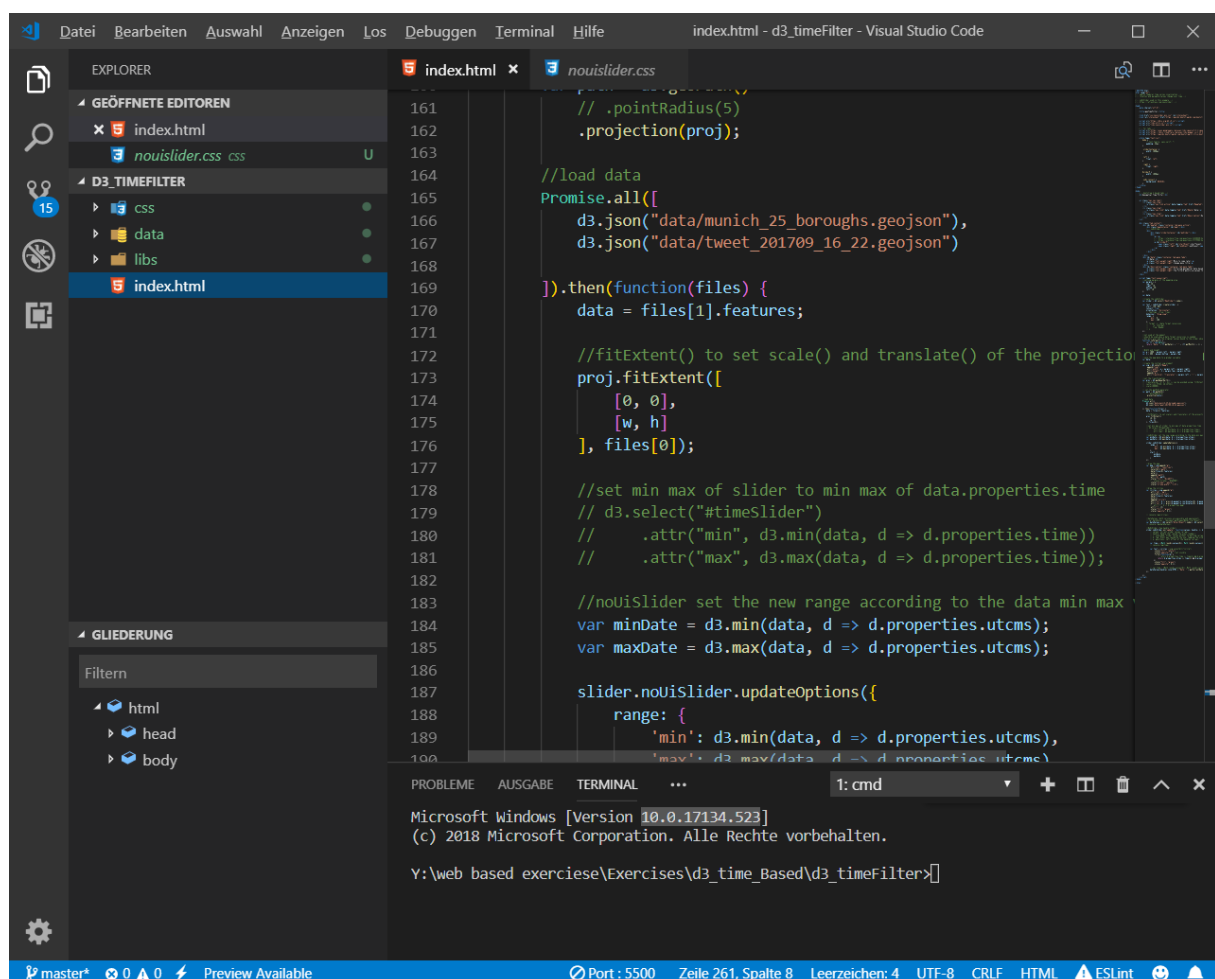 Datei Bearbeiten Auswahl Anzeigen Los Debuggen Terminal Hilfe index.html - d3_timeFilter - Visual Studio Code
EXPLORER
GEÖFFNETE EDITOREN
index.html
nouislider.css css U
D3_TIMEFILTER
css
data
libs
index.html
15
GLIEDERUNG
Filtern
html
head
body
index.html
nouislider.css
161 // .pointRadius(5)
162 .projection(proj);
163
164 //load data
165 Promise.all([
166 d3.json("data/munich_25_boroughs.geojson"),
167 d3.json("data/tweet_201709_16_22.geojson")
168
169 ]).then(function(files) {
170 data = files[1].features;
171
172 //fitExtent() to set scale() and translate() of the projectio
173 proj.fitExtent([
174 [0, 0],
175 [w, h]
176 ], files[0]);
177
178 //set min max of slider to min max of data.properties.time
179 // d3.select("#timeSlider")
180 // .attr("min", d3.min(data, d => d.properties.time))
181 // .attr("max", d3.max(data, d => d.properties.time));
182
183 //noUiSlider set the new range according to the data min max
184 var minDate = d3.min(data, d => d.properties.utcms);
185 var maxDate = d3.max(data, d => d.properties.utcms);
186
187 slider.noUiSlider.updateOptions({
188 range: {
189 'min': d3.min(data, d => d.properties.utcms),
190 'max': d3.max(data, d => d.properties.utcms)
PROBLEME AUSGABE TERMINAL ••• 1: cmd
Microsoft Windows [Version 10.0.17134.523]
(c) 2018 Microsoft Corporation. Alle Rechte vorbehalten.
Y:\web based exerciese\Exercises\d3_time_Based\d3_timeFilter>
master* 0 0 Preview Available Port : 5500 Zeile 261, Spalte 8 Leerzeichen: 4 UTF-8 CRLF HTML ESLint